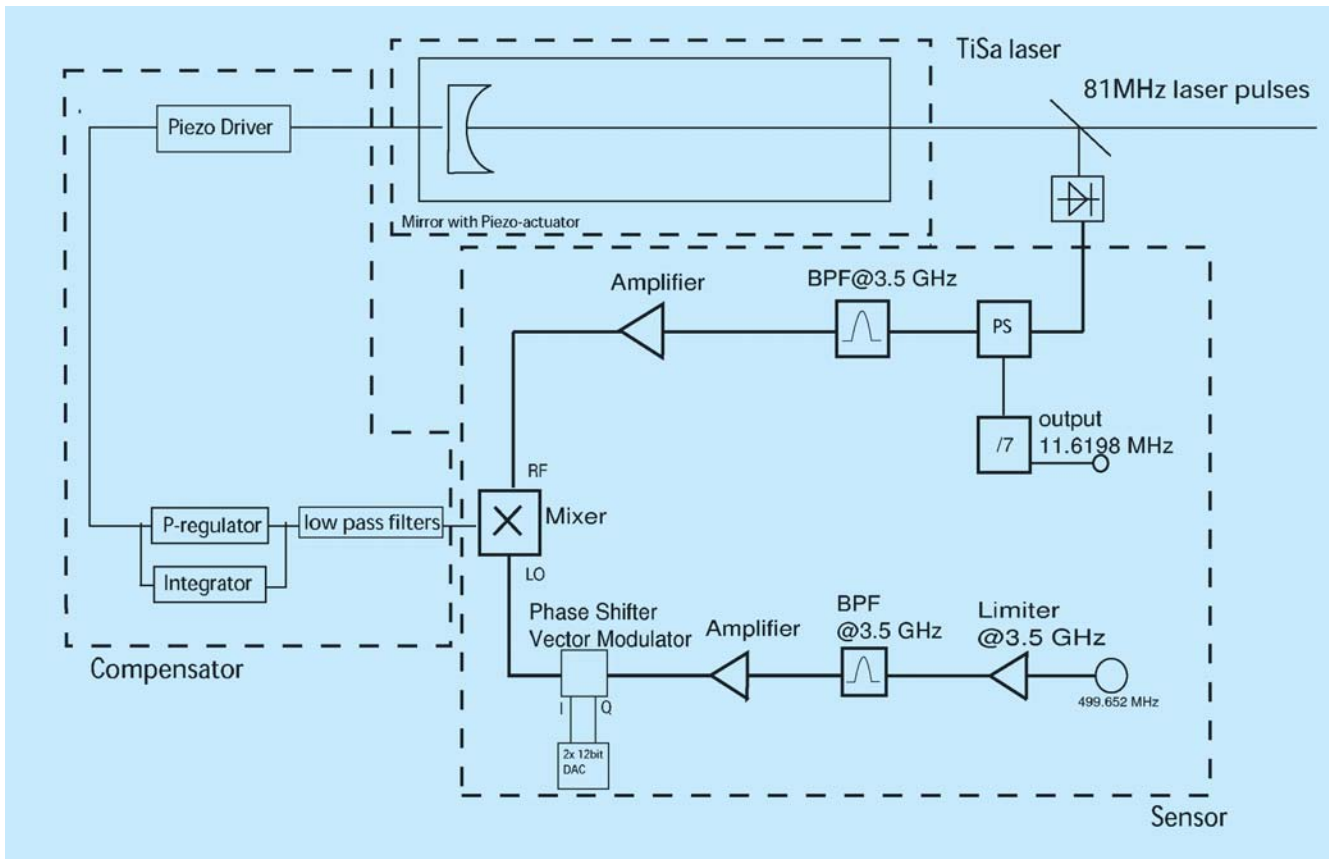 TiSa laser
81MHz laser pulses
Piezo Driver
Mirror with Piezo-actuator
Amplifier
BPF@3.5 GHz
PS
output
11.6198 MHz
/7
RF
Mixer
LO
P-regulator
low pass filters
Integrator
Compensator
Phase Shifter
Vector Modulator
Amplifier
BPF
@3.5 GHz
Limiter
@3.5 GHz
499.652 MHz
I
Q
2x 12bit
DAC
Sensor